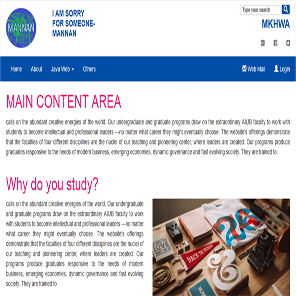 MANNAN
I AM SORRY
FOR SOMEONE-
MANNAN
Type your search
MKHWA
Home About Java Web Others Web Mail Login
MAIN CONTENT AREA
calls on the abundant creative energies of the world. Our undergraduate and graduate programs draw on the extraordinary AIUB faculty to work
with students to become intellectual and professional leaders —no matter what career they might eventually choose. The website's offerings
demonstrate that the faculties of four different disciplines are the nuclei of our teaching and pioneering center, where leaders are created. Our programs produce
graduates responsive to the needs of modern business, emerging economies, dynamic governance and fast evolving society. They are trained to
Why do you study?
calls on the abundant creative energies of the world. Our undergraduate
and graduate programs draw on the extraordinary AIUB faculty to work
with students to become intellectual and professional leaders —no matter
what career they might eventually choose. The website's offerings
demonstrate that the faculties of four different disciplines are the nuclei of
our teaching and pioneering center, where leaders are created. Our
programs produce graduates responsive to the needs of modern
business, emerging economies, dynamic governance and fast evolving
society. They are trained to